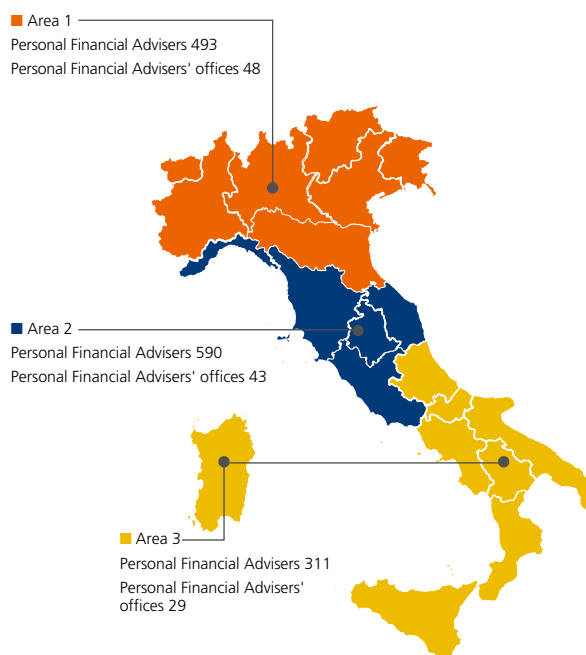 Area 1
Personal Financial Advisers 493
Personal Financial Advisers' offices 48
Area 2
Personal Financial Advisers 590
Personal Financial Advisers' offices 43
Area 3
Personal Financial Advisers 311
Personal Financial Advisers'
offices 29